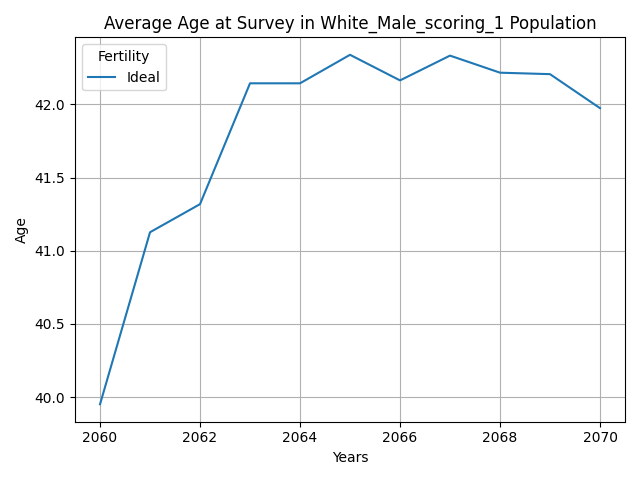 Average Age at Survey in White_Male_scoring_1 Population
Fertility
Ideal
42.0
41.5
41.0
40.5
40.0
Age
2060 2062 2064 2066 2068 2070
Years